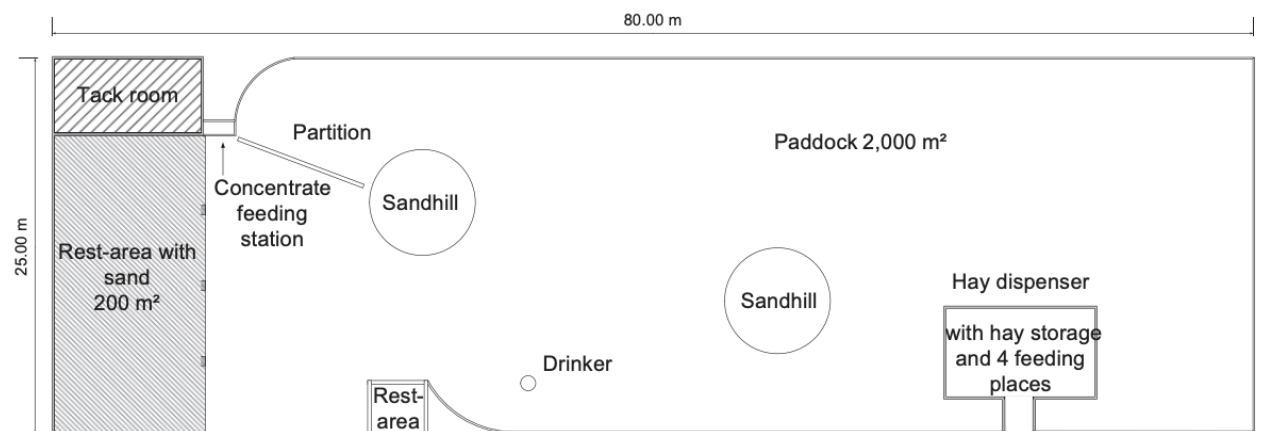 80.00 m
25.00 m
Tack room
Partition
Paddock 2,000 m²
Concentrate
feeding
station
Sandhill
Rest-area with
sand
200 m²
Sandhill
Hay dispenser
with hay storage
and 4 feeding
places
Drinker
Rest-
area